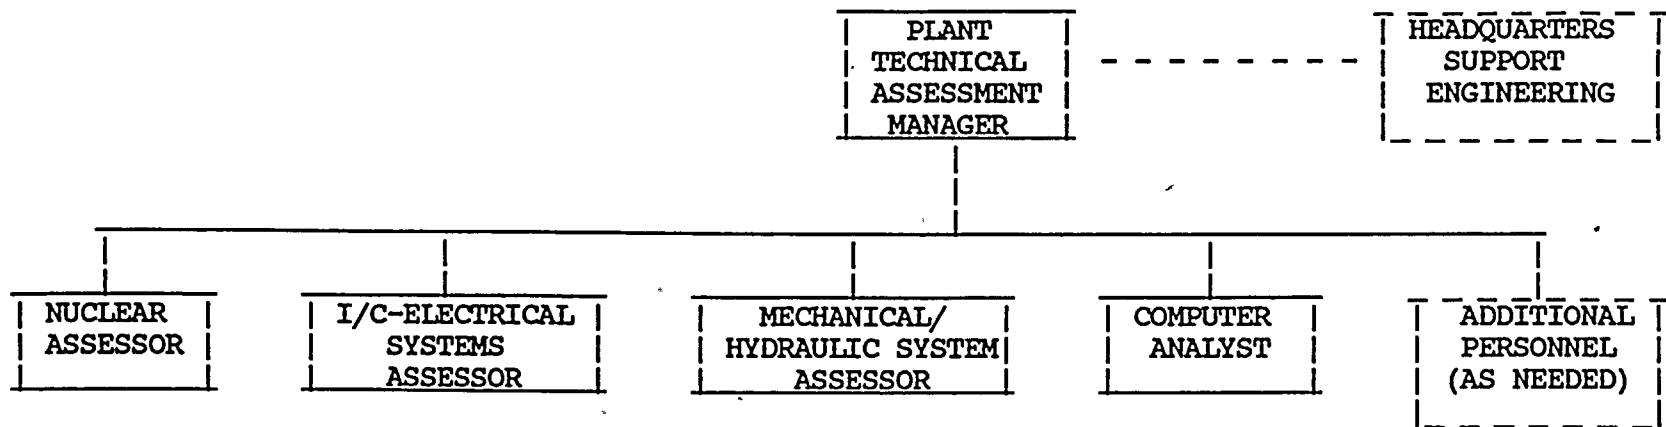 PLANT
TECHNICAL
ASSESSMENT
MANAGER
HEADQUARTERS
SUPPORT
ENGINEERING
NUCLEAR
ASSESSOR
I/C-ELECTRICAL
SYSTEMS
ASSESSOR
MECHANICAL/
HYDRAULIC SYSTEM
ASSESSOR
COMPUTER
ANALYST
ADDITIONAL
PERSONNEL
(AS NEEDED)